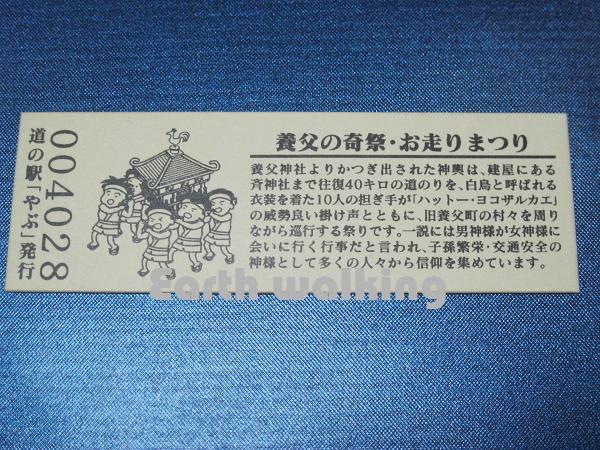 養父の奇祭・お走りまつり
養父神社よりかつぎ出された神輿は、建屋にある
斉神社まで往復40キロの道のりを、白鳥と呼ばれる
衣装を着た10人の担ぎ手が「ハットー・ヨゴザルカエ」
の威勢良い掛け声とともに、旧養父町の村々を周り
ながら巡行する祭りです。一説には男神様が女神様に
会いに行く行事だと言われ、子孫繁栄・交通安全の
神様として多くの人々から信仰を集めています。
004028
道の駅「やぶ」発行
Earth walking